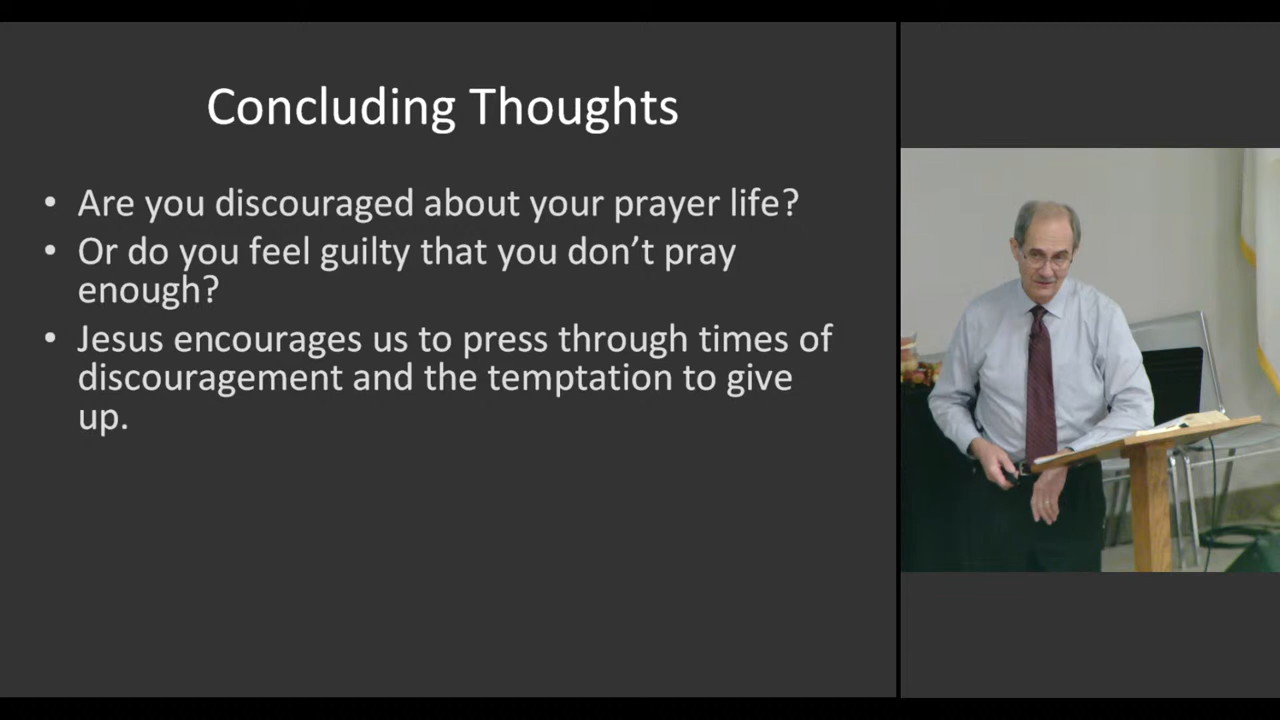 Concluding Thoughts
• Are you discouraged about your prayer life?
• Or do you feel guilty that you don’t pray
enough?
• Jesus encourages us to press through times of
discouragement and the temptation to give
up.